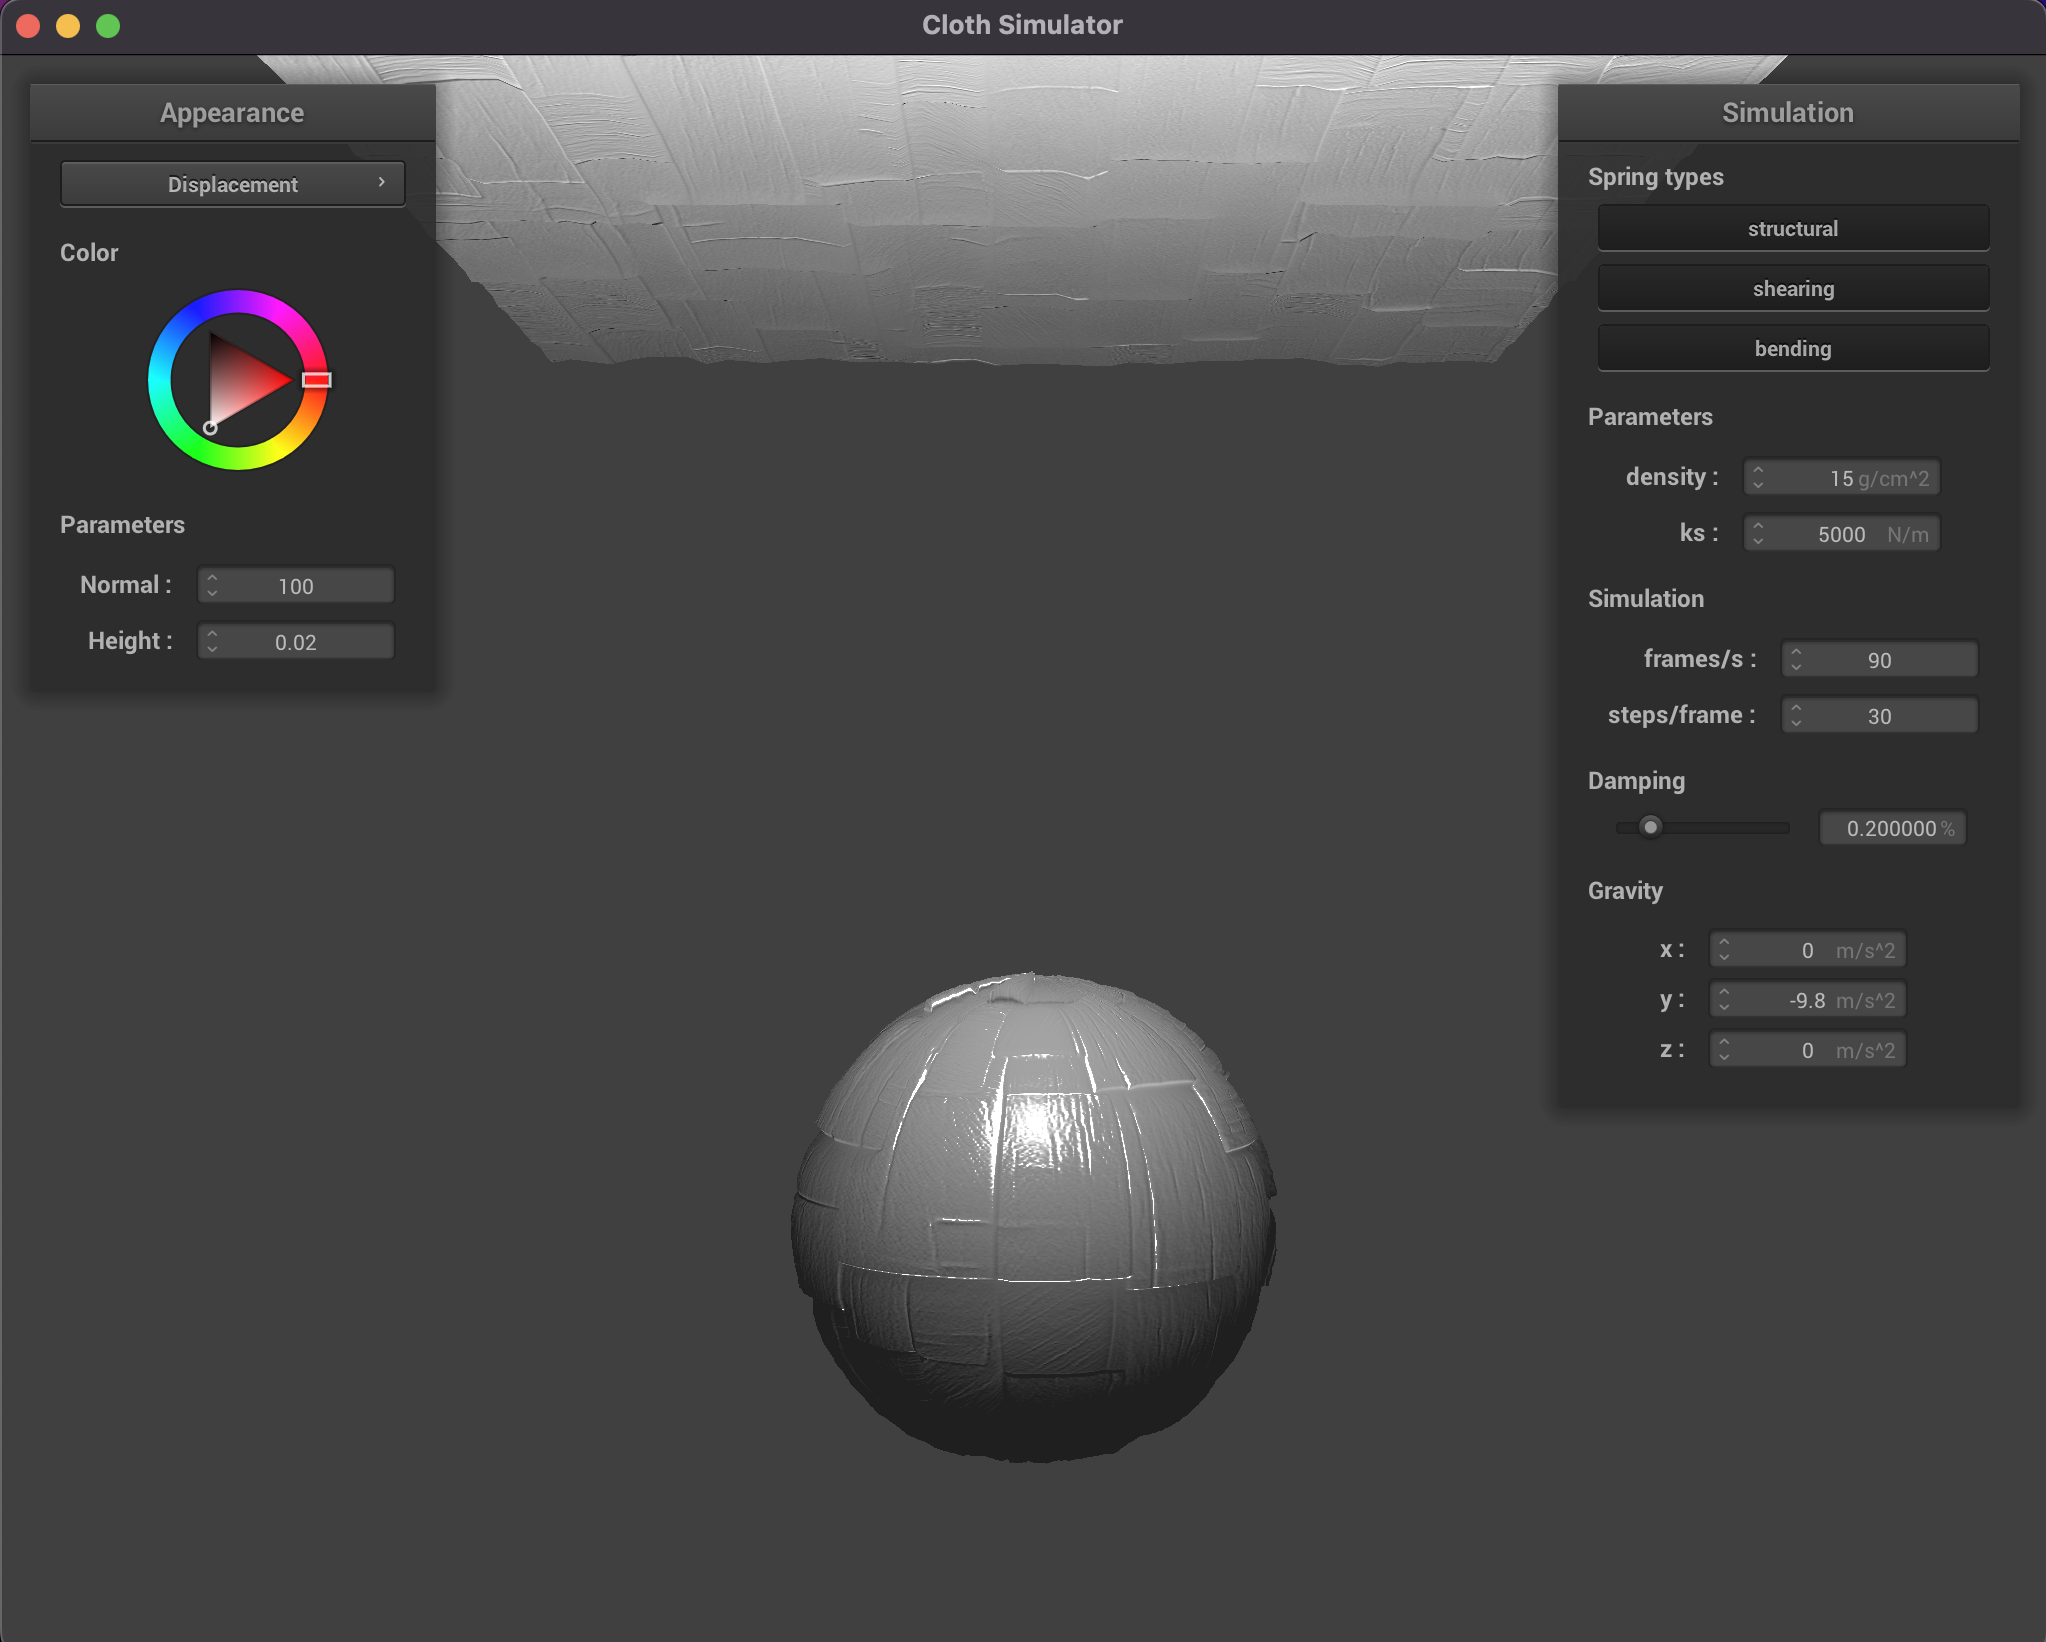 Cloth Simulator
Appearance
Displacement
Color
Parameters
Normal : 100
Height : 0.02
Simulation
Spring types
structural
shearing
bending
Parameters
density : 15 g/cm^2
ks : 5000 N/m
Simulation
frames/s : 90
steps/frame : 30
Damping
0.200000 %
Gravity
x : 0 m/s^2
y : -9.8 m/s^2
z : 0 m/s^2